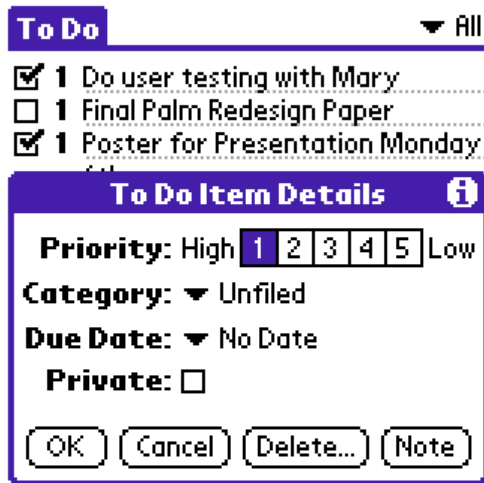 To Do All
1 Do user testing with Mary
1 Final Palm Redesign Paper
1 Poster for Presentation Monday
To Do Item Details i
Priority: High 1 2 3 4 5 Low
Category: Unfiled
Due Date: No Date
Private:
OK Cancel Delete... Note